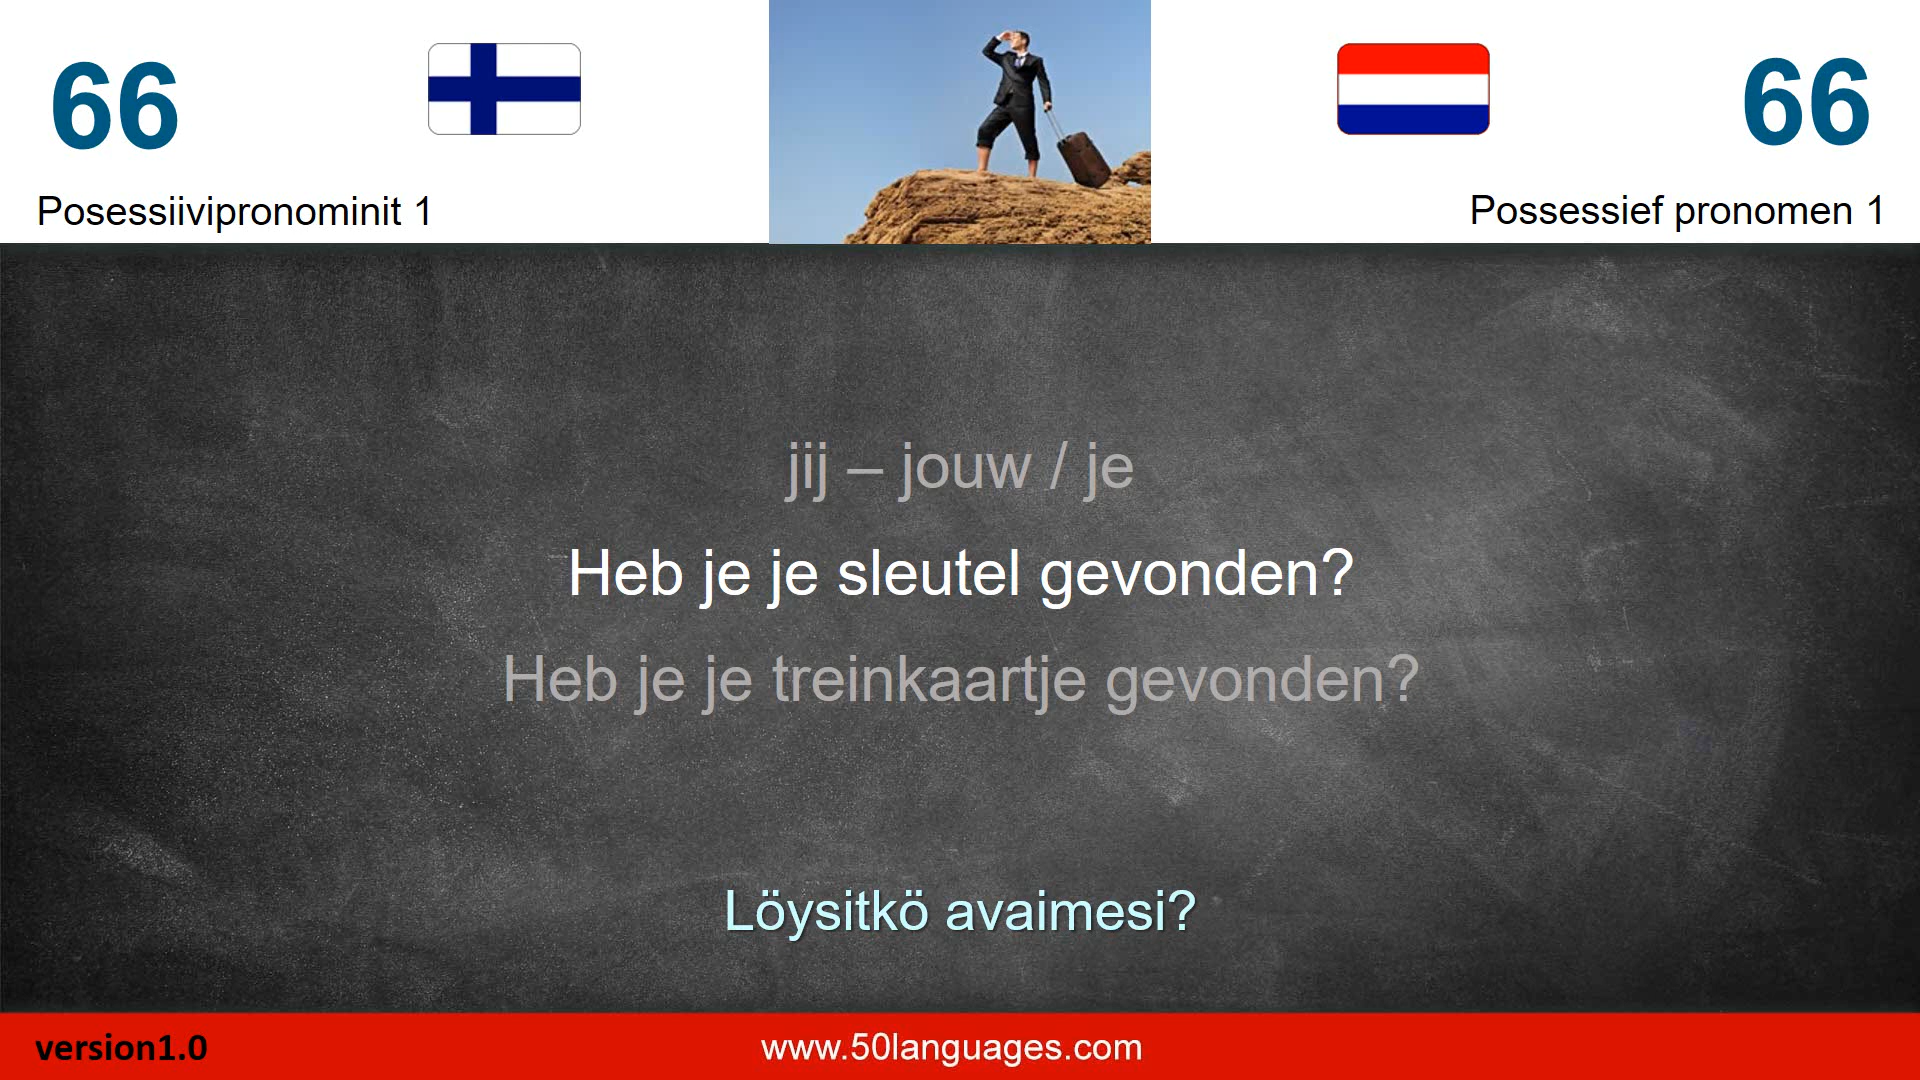 66
66
Posessiivipronominit 1
Possessief pronomen 1
jij – jouw / je
Heb je je sleutel gevonden?
Heb je je treinkaartje gevonden?
Löysitkö avaimesi?
version1.0
www.50languages.com